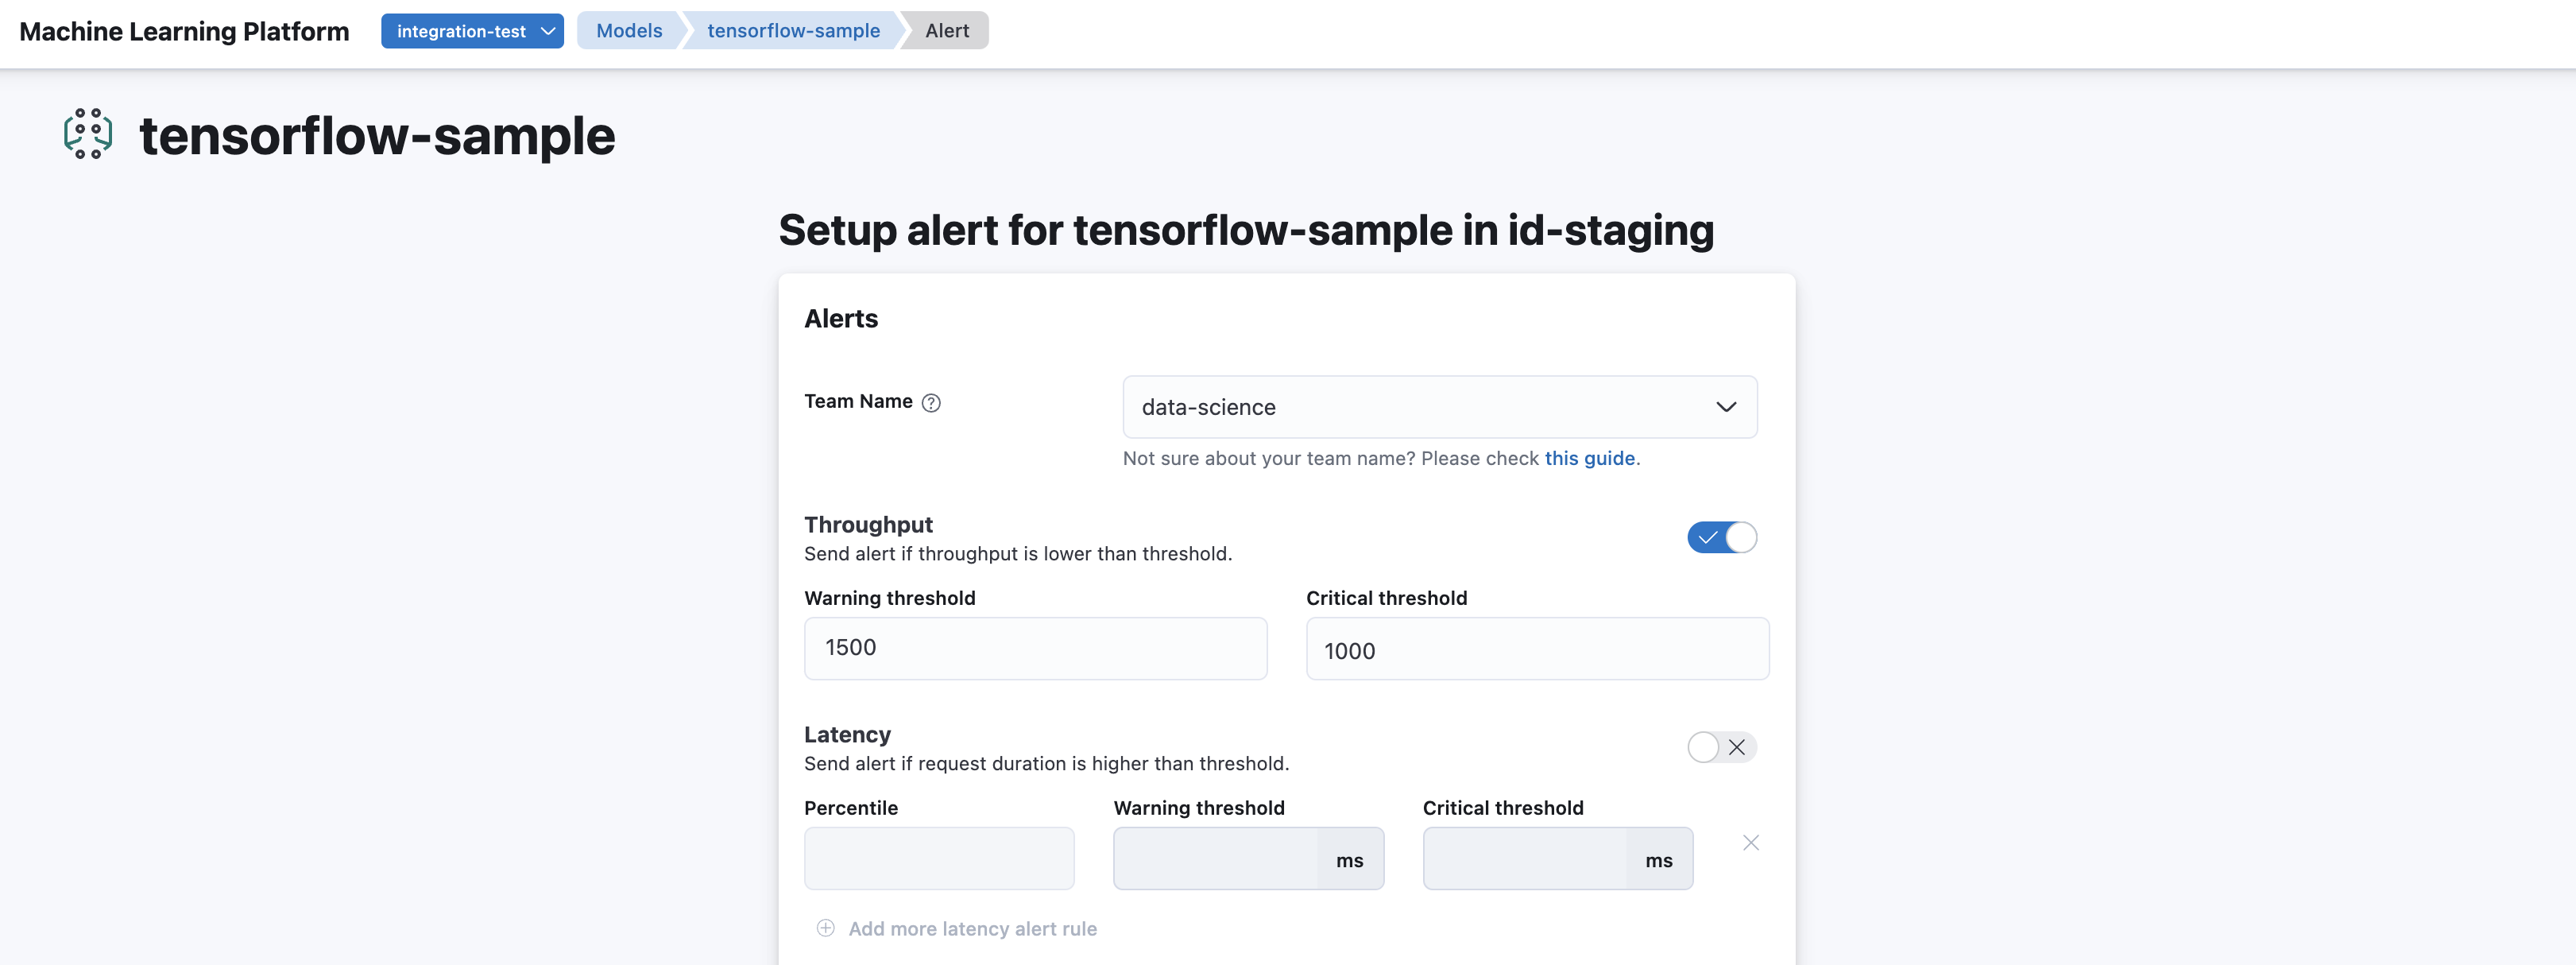 Machine Learning Platform
integration-test
Models
tensorflow-sample
Alert
tensorflow-sample
Setup alert for tensorflow-sample in id-staging
Alerts
Team Name
data-science
Not sure about your team name? Please check this guide.
Throughput
Send alert if throughput is lower than threshold.
Warning threshold
Critical threshold
1500
1000
Latency
Send alert if request duration is higher than threshold.
Percentile
Warning threshold
Critical threshold
ms
ms
Add more latency alert rule